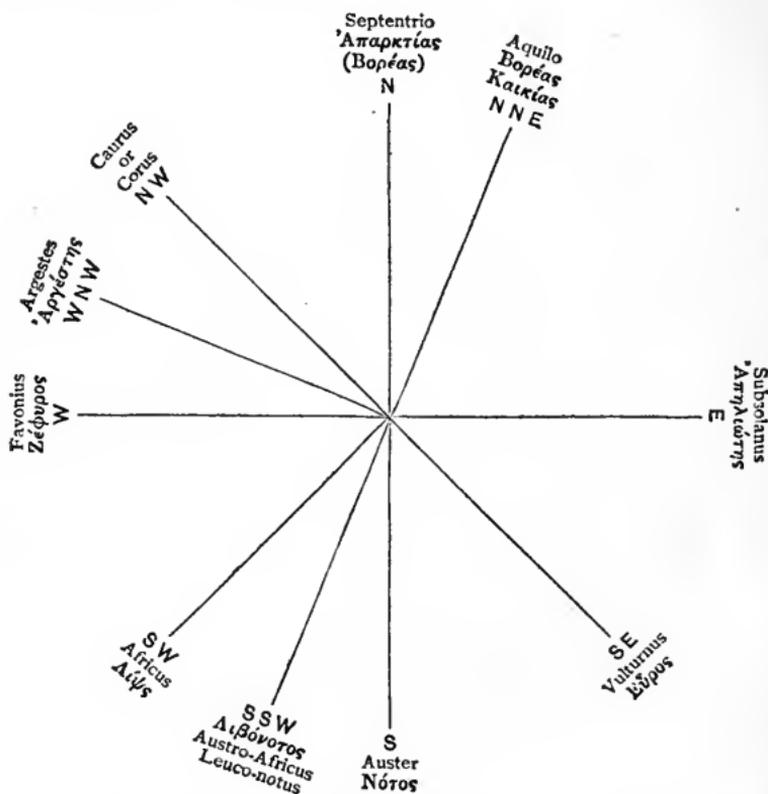 Septentrio
Ἀπαρκτίας
(Βορέας)
N
Aquilo
Βορέας
Καικίας
N N E
Caurus
or
Corus
N W
Argestes
Ἀργέστης
W N W
Favonius
Ζέφυρος
W
E
Subsolanus
Ἀπηλιώτης
S W
Africus
Λίψς
S S W
Λιβόνοτος
Austro-Africus
Leuco-notus
S
Auster
Νότος
S E
Vulturnus
Εὖρος